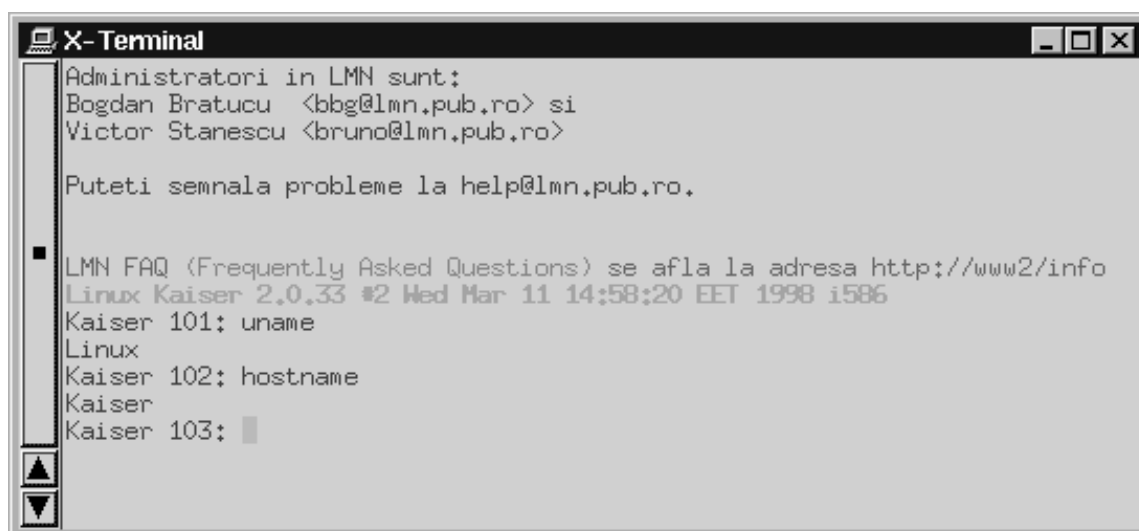 X-Terminal
Administratori in LMN sunt:
Bogdan Bratucu  <bbg@lmn.pub.ro> si
Victor Stanescu <bruno@lmn.pub.ro>
Puteti semnala probleme la help@lmn.pub.ro.
LMN FAQ (Frequently Asked Questions) se afla la adresa http://www2/info
Linux Kaiser 2.0.33 #2 Wed Mar 11 14:58:20 EET 1998 i586
Kaiser 101: uname
Linux
Kaiser 102: hostname
Kaiser
Kaiser 103: